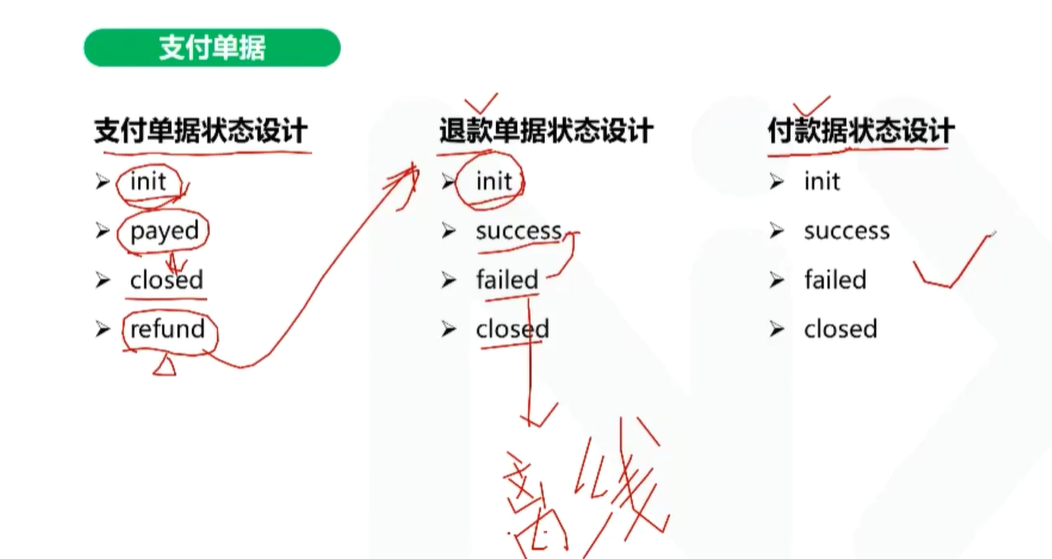 支付单据
支付单据状态设计
init
payed
closed
refund
退款单据状态设计
init
success
failed
closed
离线
付款据状态设计
init
success
failed
closed